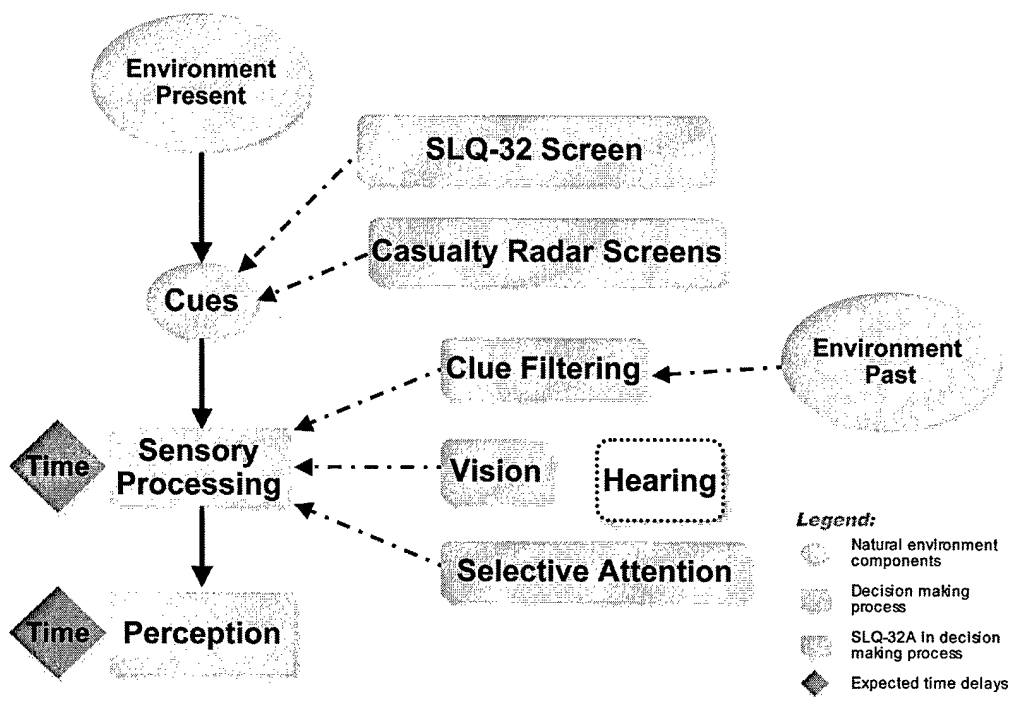 Environment
Present
SLQ-32 Screen
Casualty Radar Screens
Cues
Environment
Past
Clue Filtering
Time
Sensory
Processing
Vision
Hearing
Selective Attention
Time
Perception
Legend:
Natural environment
components
Decision making
process
SLQ-32A in decision
making process
Expected time delays